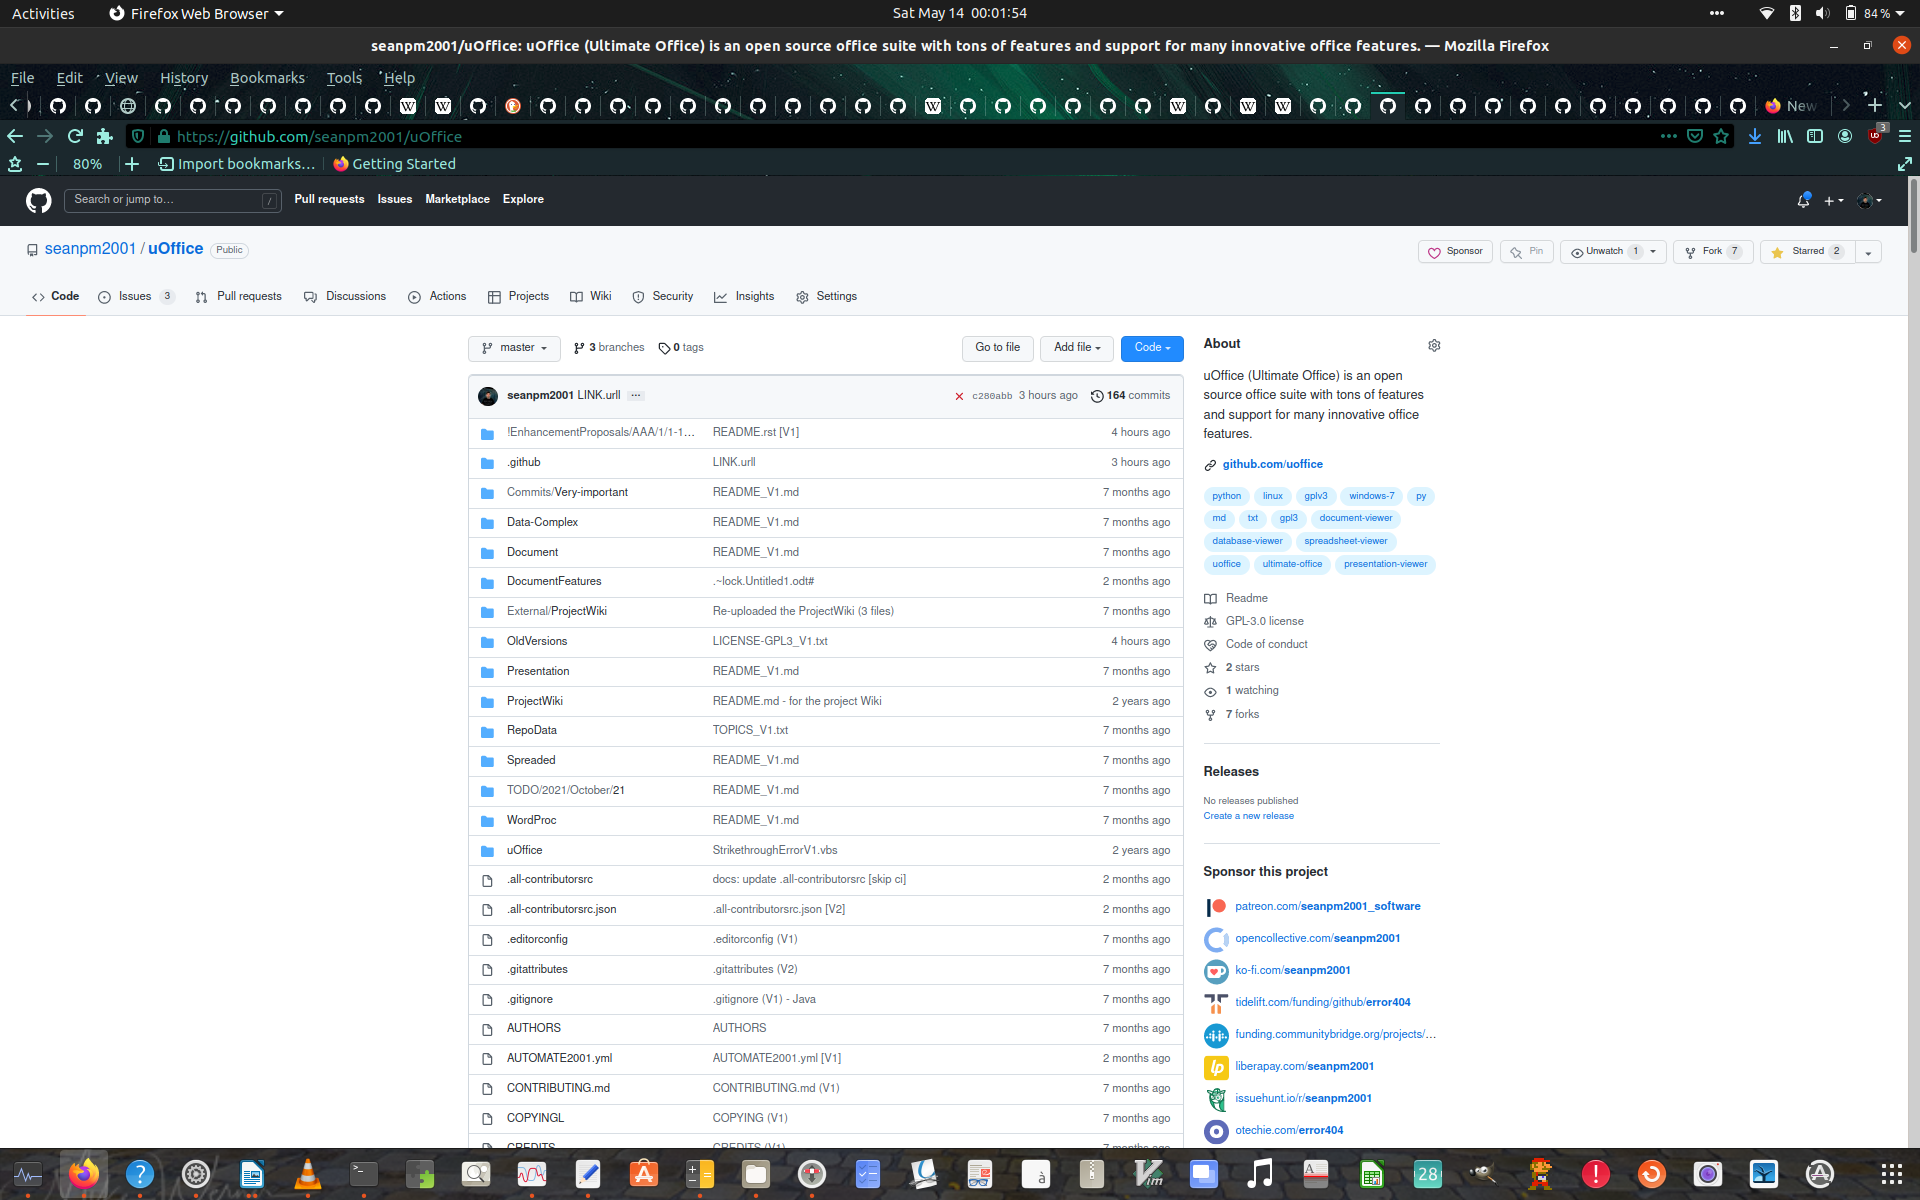 Activities Firefox Web Browser Sat May 14 00:01:54 84 %
seanpm2001/uOffice: uOffice (Ultimate Office) is an open source office suite with tons of features and support for many innovative office features. — Mozilla Firefox
File Edit View History Bookmarks Tools Help
New
https://github.com/seanpm2001/uOffice 3
80% Import bookmarks… Getting Started
Search or jump to… / Pull requests Issues Marketplace Explore
seanpm2001 / uOffice Public Sponsor Pin Unwatch 1 Fork 7 Starred 2
Code Issues 3 Pull requests Discussions Actions Projects Wiki Security Insights Settings
master 3 branches 0 tags Go to file Add file Code
seanpm2001 LINK.urll ... c280abb 3 hours ago 164 commits
!EnhancementProposals/AAA/1/1-1… README.rst [V1] 4 hours ago
.github LINK.urll 3 hours ago
Commits/Very-important README_V1.md 7 months ago
Data-Complex README_V1.md 7 months ago
Document README_V1.md 7 months ago
DocumentFeatures .~lock.Untitled1.odt# 2 months ago
External/ProjectWiki Re-uploaded the ProjectWiki (3 files) 7 months ago
OldVersions LICENSE-GPL3_V1.txt 4 hours ago
Presentation README_V1.md 7 months ago
ProjectWiki README.md - for the project Wiki 2 years ago
RepoData TOPICS_V1.txt 7 months ago
Spreaded README_V1.md 7 months ago
TODO/2021/October/21 README_V1.md 7 months ago
WordProc README_V1.md 7 months ago
uOffice StrikethroughErrorV1.vbs 2 years ago
.all-contributorsrc docs: update .all-contributorsrc [skip ci] 2 months ago
.all-contributorsrc.json .all-contributorsrc.json [V2] 2 months ago
.editorconfig .editorconfig (V1) 7 months ago
.gitattributes .gitattributes (V2) 7 months ago
.gitignore .gitignore (V1) - Java 7 months ago
AUTHORS AUTHORS 7 months ago
AUTOMATE2001.yml AUTOMATE2001.yml [V1] 2 months ago
CONTRIBUTING.md CONTRIBUTING.md (V1) 7 months ago
COPYINGL COPYING (V1) 7 months ago
CREDITS CREDITS (V1) 7 months ago
About
uOffice (Ultimate Office) is an open
source office suite with tons of features
and support for many innovative office
features.
github.com/uoffice
python linux gplv3 windows-7 py
md txt gpl3 document-viewer
database-viewer spreadsheet-viewer
uoffice ultimate-office presentation-viewer
Readme
GPL-3.0 license
Code of conduct
2 stars
1 watching
7 forks
Releases
No releases published
Create a new release
Sponsor this project
patreon.com/seanpm2001_software
opencollective.com/seanpm2001
ko-fi.com/seanpm2001
tidelift.com/funding/github/error404
funding.communitybridge.org/projects/…
liberapay.com/seanpm2001
issuehunt.io/r/seanpm2001
otechie.com/error404
28